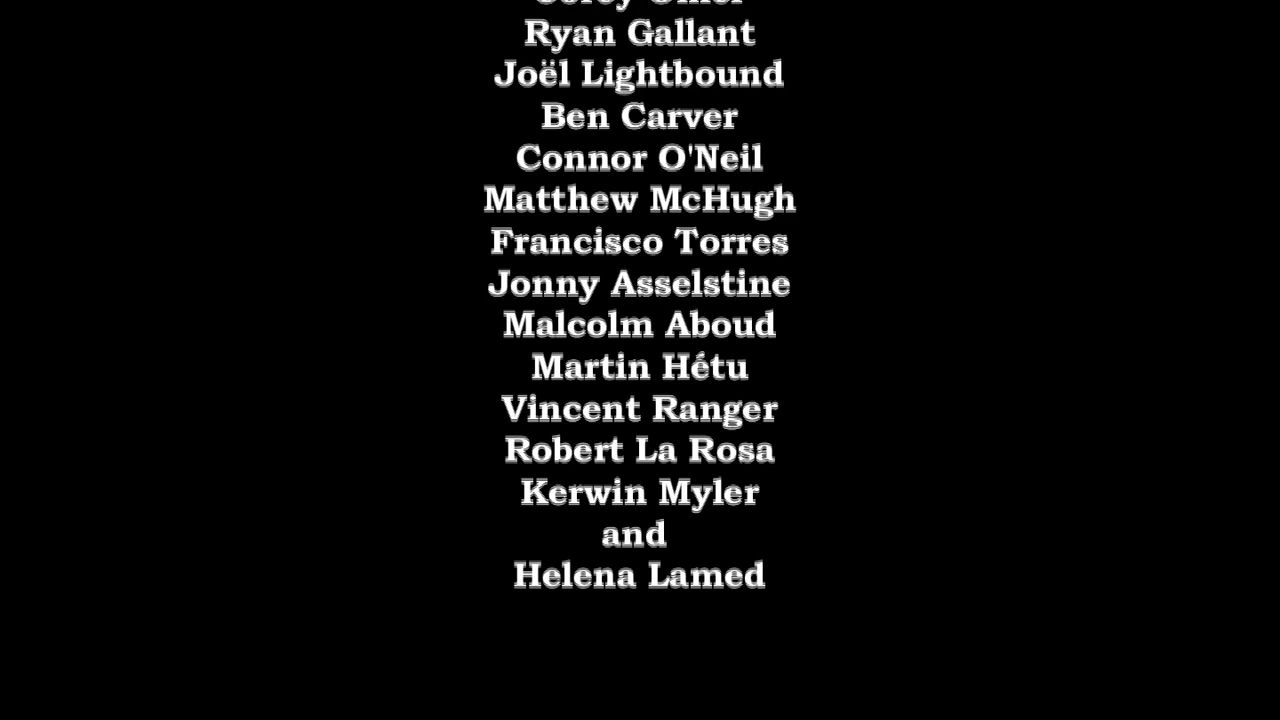 Ryan Gallant
Joël Lightbound
Ben Carver
Connor O'Neil
Matthew McHugh
Francisco Torres
Jonny Asselstine
Malcolm Aboud
Martin Hétu
Vincent Ranger
Robert La Rosa
Kerwin Myler
and
Helena Lamed